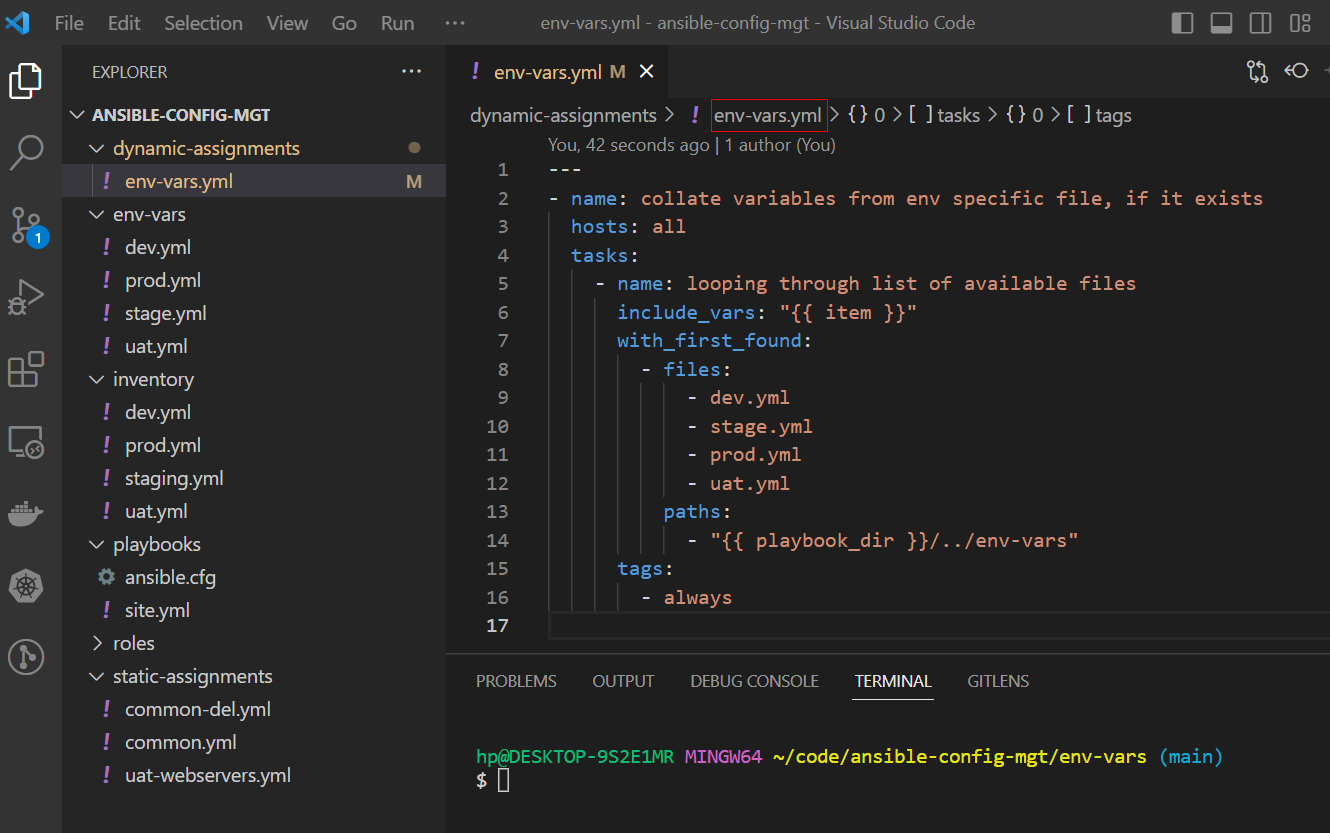 File Edit Selection View Go Run ··· env-vars.yml - ansible-config-mgt - Visual Studio Code
EXPLORER ···
ANSIBLE-CONFIG-MGT
dynamic-assignments
! env-vars.yml M
env-vars
! dev.yml
! prod.yml
! stage.yml
! uat.yml
inventory
! dev.yml
! prod.yml
! staging.yml
! uat.yml
playbooks
ansible.cfg
! site.yml
roles
static-assignments
! common-del.yml
! common.yml
! uat-webservers.yml
1
! env-vars.yml M
dynamic-assignments > ! env-vars.yml > { } 0 > [ ] tasks > { } 0 > [ ] tags
You, 42 seconds ago | 1 author (You)
1 ---
2 - name: collate variables from env specific file, if it exists
3   hosts: all
4   tasks:
5     - name: looping through list of available files
6       include_vars: "{{ item }}"
7       with_first_found:
8         - files:
9             - dev.yml
10             - stage.yml
11             - prod.yml
12             - uat.yml
13           paths:
14             - "{{ playbook_dir }}/../env-vars"
15       tags:
16         - always
17
PROBLEMS OUTPUT DEBUG CONSOLE TERMINAL GITLENS
hp@DESKTOP-9S2E1MR MINGW64 ~/code/ansible-config-mgt/env-vars (main)
$